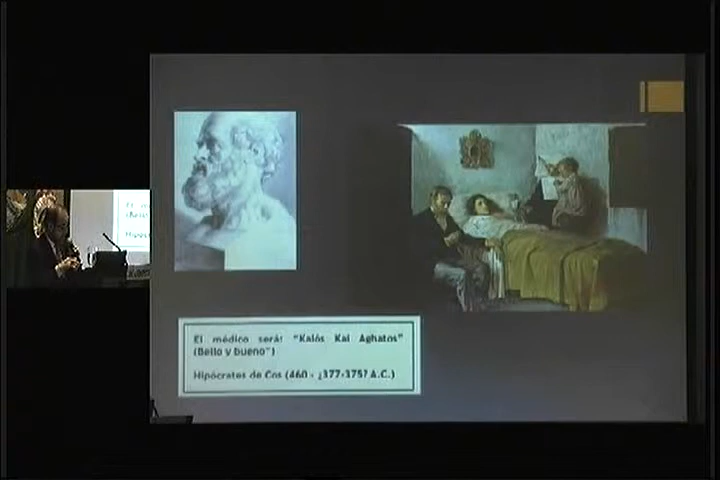 El médico será: "Kalós Kai Aghatos"
(Bello y bueno")
Hipócrates de Cos (460 - ¿377-375? A.C.)